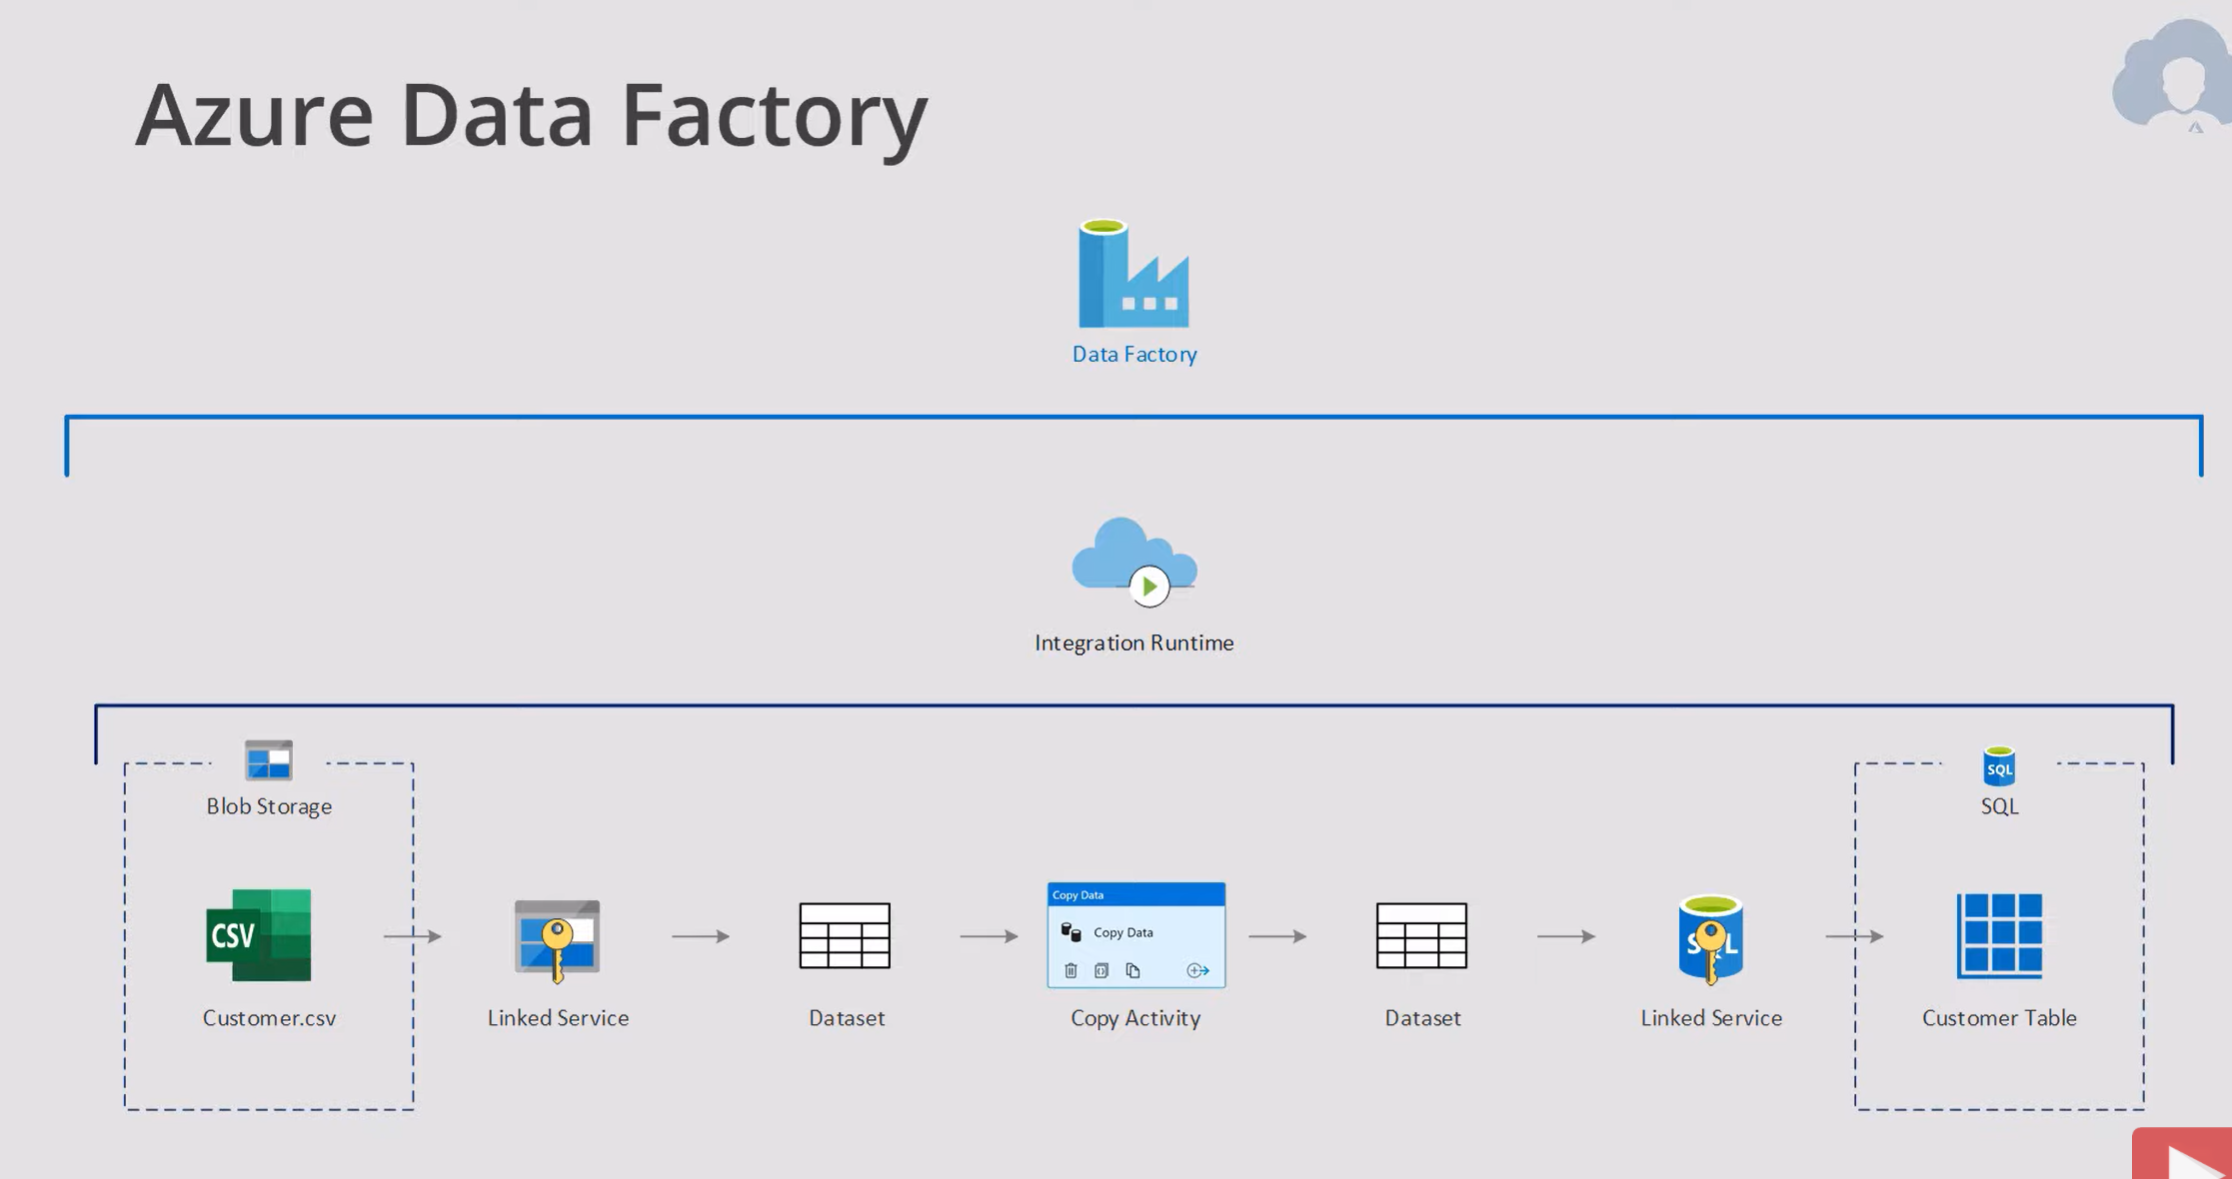 Azure Data Factory
Data Factory
Integration Runtime
Blob Storage
SQL
SQL
CSV
Customer.csv
Linked Service
Dataset
Copy Data
Copy Data
Copy Activity
Dataset
SQL
Linked Service
Customer Table